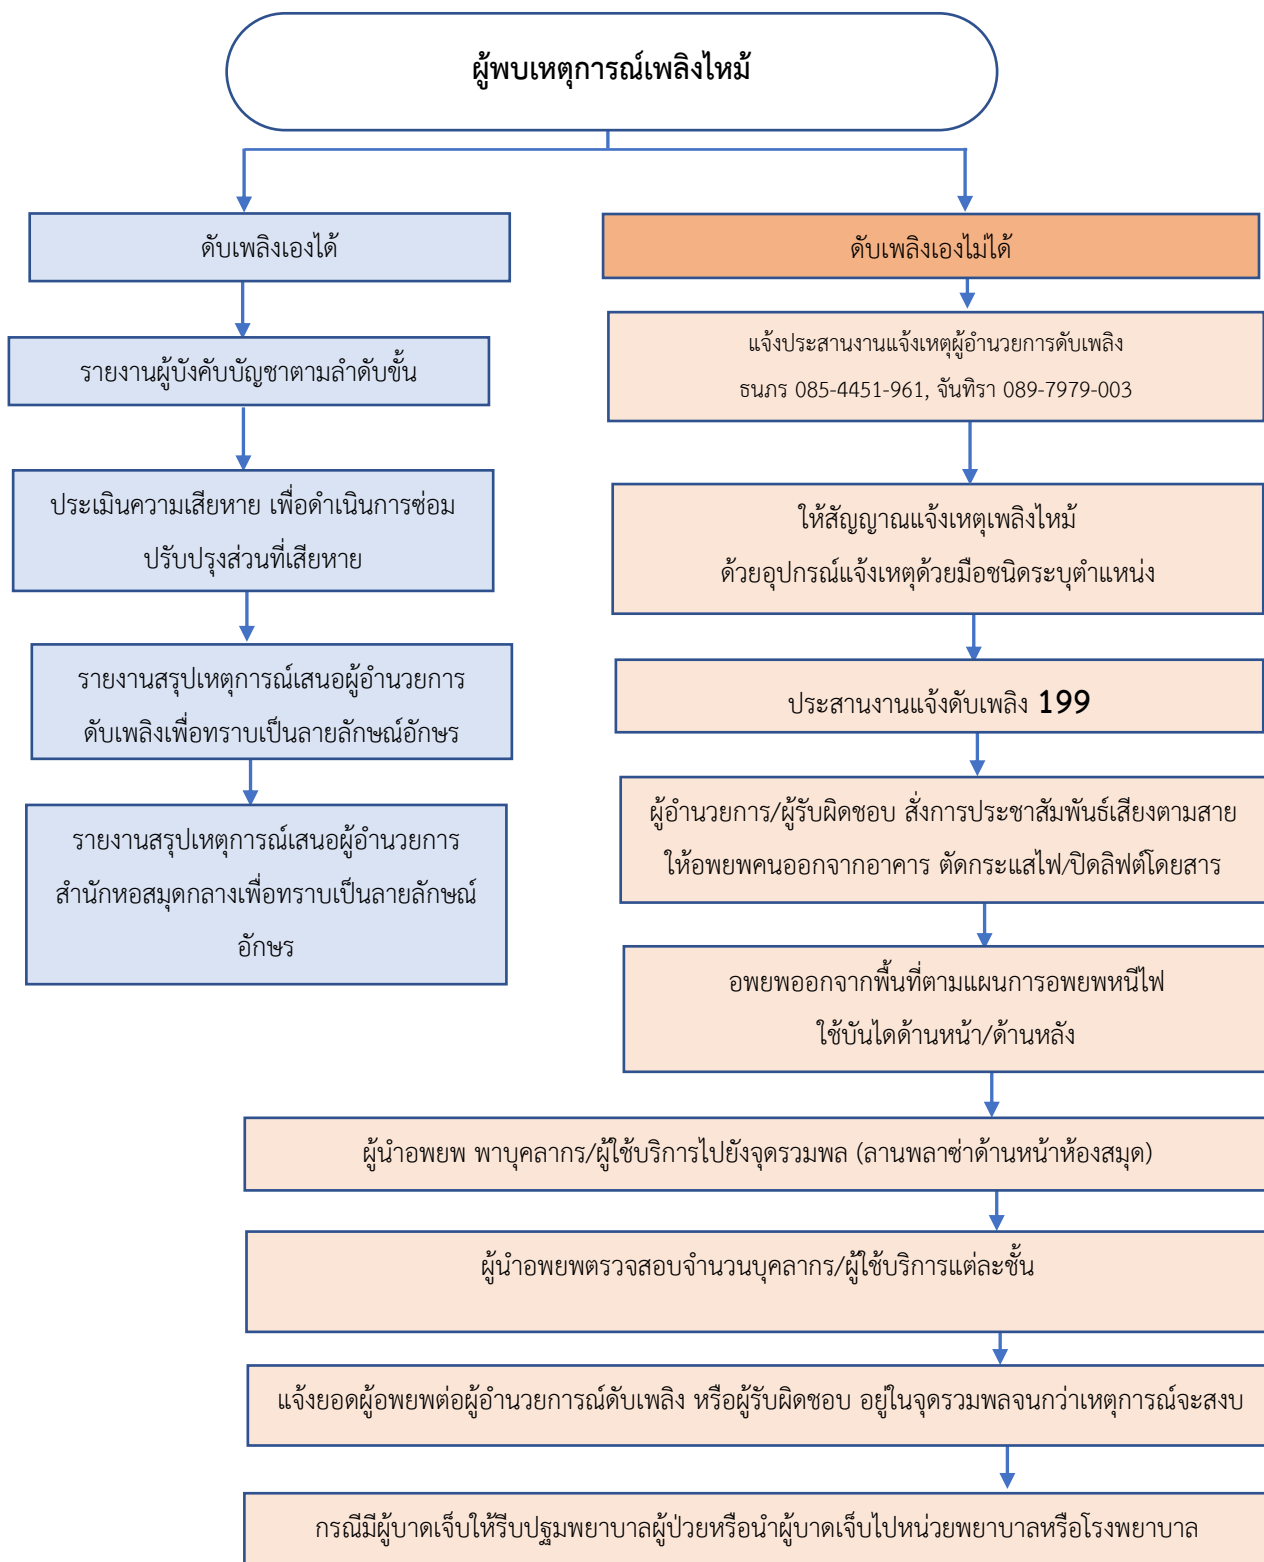 ผู้พบเหตุการณ์เพลิงไหม้
ดับเพลิงเองได้
รายงานผู้บังคับบัญชาตามลำดับขั้น
ประเมินความเสียหาย เพื่อดำเนินการซ่อม
ปรับปรุงส่วนที่เสียหาย
รายงานสรุปเหตุการณ์เสนอผู้อำนวยการ
ดับเพลิงเพื่อทราบเป็นลายลักษณ์อักษร
รายงานสรุปเหตุการณ์เสนอผู้อำนวยการ
สำนักหอสมุดกลางเพื่อทราบเป็นลายลักษณ์
อักษร
ดับเพลิงเองไม่ได้
แจ้งประสานงานแจ้งเหตุผู้อำนวยการดับเพลิง
ธนภร 085-4451-961, จันทิรา 089-7979-003
ให้สัญญาณแจ้งเหตุเพลิงไหม้
ด้วยอุปกรณ์แจ้งเหตุด้วยมือชนิดระบุตำแหน่ง
ประสานงานแจ้งดับเพลิง 199
ผู้อำนวยการ/ผู้รับผิดชอบ สั่งการประชาสัมพันธ์เสียงตามสาย
ให้อพยพคนออกจากอาคาร ตัดกระแสไฟ/ปิดลิฟต์โดยสาร
อพยพออกจากพื้นที่ตามแผนการอพยพหนีไฟ
ใช้บันไดด้านหน้า/ด้านหลัง
ผู้นำอพยพ พาบุคลากร/ผู้ใช้บริการไปยังจุดรวมพล (ลานพลาซ่าด้านหน้าห้องสมุด)
ผู้นำอพยพตรวจสอบจำนวนบุคลากร/ผู้ใช้บริการแต่ละชั้น
แจ้งยอดผู้อพยพต่อผู้อำนวยการณ์ดับเพลิง หรือผู้รับผิดชอบ อยู่ในจุดรวมพลจนกว่าเหตุการณ์จะสงบ
กรณีมีผู้บาดเจ็บให้รีบปฐมพยาบาลผู้ป่วยหรือนำผู้บาดเจ็บไปหน่วยพยาบาลหรือโรงพยาบาล